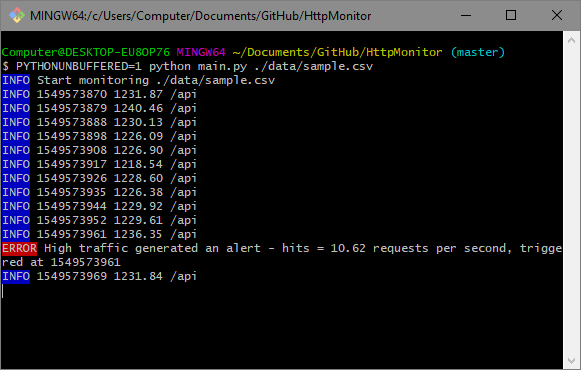 MINGW64:/c/Users/Computer/Documents/GitHub/HttpMonitor
Computer@DESKTOP-EU8OP76 MINGW64 ~/Documents/GitHub/HttpMonitor (master)
$ PYTHONUNBUFFERED=1 python main.py ./data/sample.csv
INFO Start monitoring ./data/sample.csv
INFO 1549573870 1231.87 /api
INFO 1549573879 1240.46 /api
INFO 1549573888 1230.13 /api
INFO 1549573898 1226.09 /api
INFO 1549573908 1226.90 /api
INFO 1549573917 1218.54 /api
INFO 1549573926 1228.60 /api
INFO 1549573935 1226.38 /api
INFO 1549573944 1229.92 /api
INFO 1549573952 1229.61 /api
INFO 1549573961 1236.35 /api
ERROR High traffic generated an alert - hits = 10.62 requests per second, trigge
red at 1549573961
INFO 1549573969 1231.84 /api